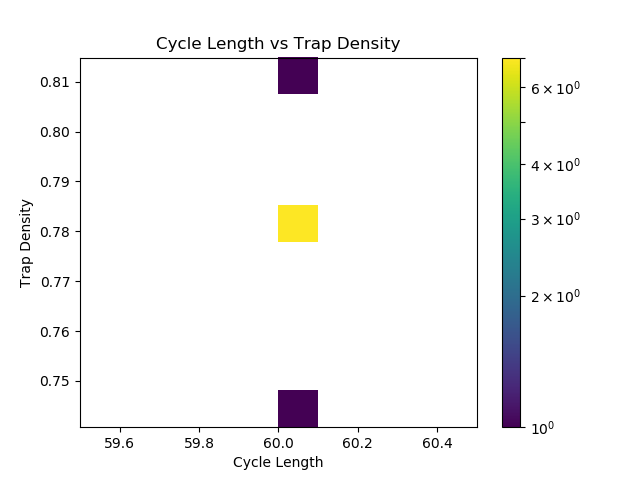 Cycle Length vs Trap Density
Trap Density
0.81
0.80
0.79
0.78
0.77
0.76
0.75
59.6 59.8 60.0 60.2 60.4
Cycle Length
6 × 10⁰
4 × 10⁰
3 × 10⁰
2 × 10⁰
10⁰